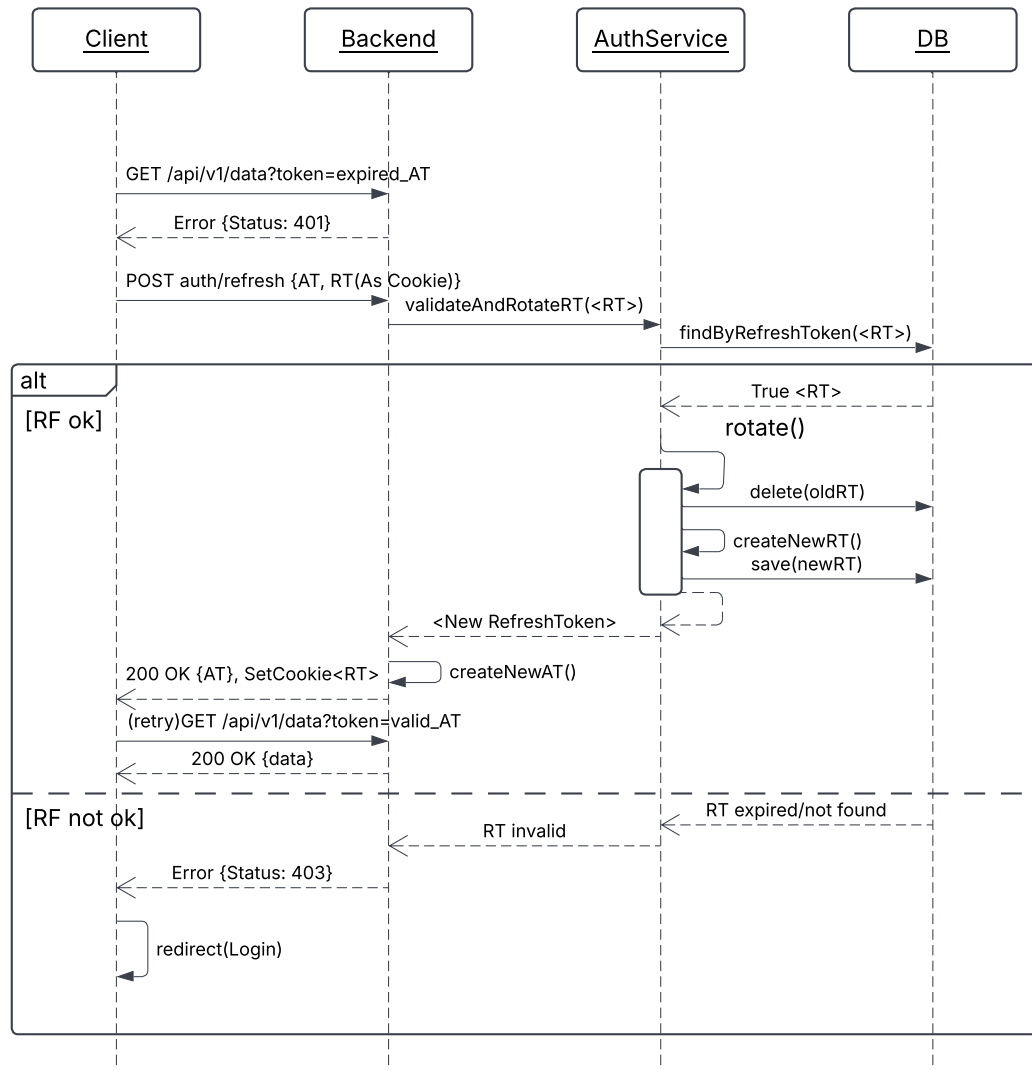 Client
Backend
AuthService
DB
GET /api/v1/data?token=expired_AT
Error {Status: 401}
POST auth/refresh {AT, RT(As Cookie)}
validateAndRotateRT(<RT>)
findByRefreshToken(<RT>)
alt
[RF ok]
True <RT>
rotate()
delete(oldRT)
createNewRT()
save(newRT)
<New RefreshToken>
200 OK {AT}, SetCookie<RT>
createNewAT()
(retry)GET /api/v1/data?token=valid_AT
200 OK {data}
[RF not ok]
RT expired/not found
RT invalid
Error {Status: 403}
redirect(Login)